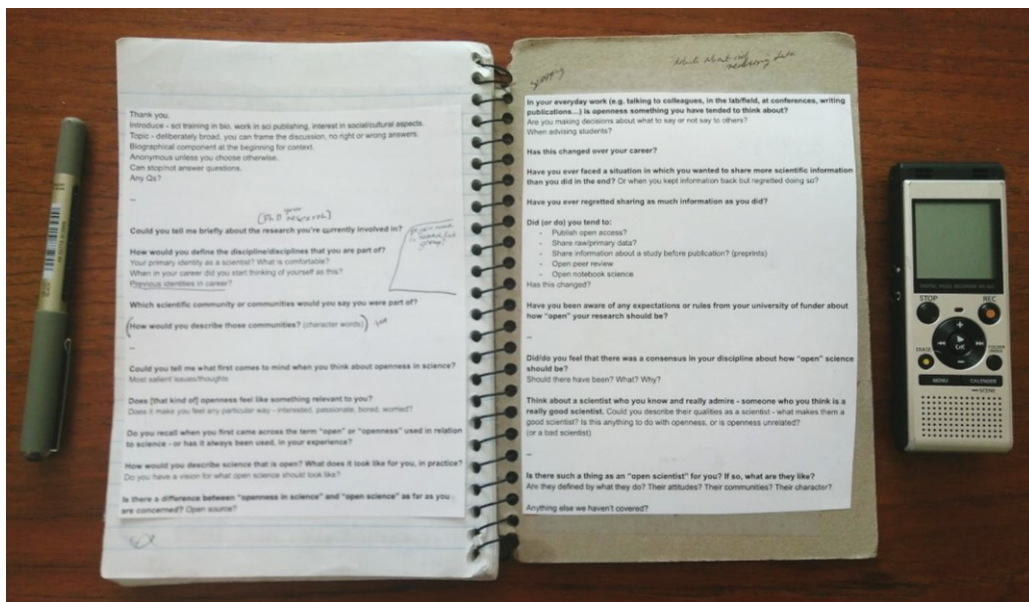 Thank you,
Introduce - sci training in bio, work in sci publishing, interest in social/cultural aspects.
Topic - deliberately broad, you can frame the discussion, no right or wrong answers.
Biographical component at the beginning for context.
Anonymous unless you choose otherwise.
Can stop/not answer questions.
Any Qs?
--
Could you tell me briefly about the research you're currently involved in?
How would you define the discipline/disciplines that you are part of?
Your primary identity as a scientist? What is comfortable?
When in your career did you start thinking of yourself as this?
Previous identities in career?
Which scientific community or communities would you say you were part of?
(How would you describe those communities? (character words))
--
Could you tell me what first comes to mind when you think about openness in science?
Most salient issues/thoughts
Does [that kind of] openness feel like something relevant to you?
Does it make you feel any particular way - interested, passionate, bored, worried?
Do you recall when you first came across the term "open" or "openness" used in relation
to science - or has it always been used, in your experience?
How would you describe science that is open? What does it look like for you, in practice?
Do you have a vision for what open science should look like?
Is there a difference between "openness in science" and "open science" as far as you
are concerned? Open source?
In your everyday work (e.g. talking to colleagues, in the lab/field, at conferences, writing
publications...) is openness something you have tended to think about?
Are you making decisions about what to say or not say to others?
When advising students?
Has this changed over your career?
Have you ever faced a situation in which you wanted to share more scientific information
than you did in the end? Or when you kept information back but regretted doing so?
Have you ever regretted sharing as much information as you did?
Did (or do) you tend to:
- Publish open access?
- Share raw/primary data?
- Share information about a study before publication? (preprints)
- Open peer review
- Open notebook science
Has this changed?
Have you been aware of any expectations or rules from your university of funder about
how "open" your research should be?
--
Did/do you feel that there was a consensus in your discipline about how "open" science
should be?
Should there have been? What? Why?
Think about a scientist who you know and really admire - someone who you think is a
really good scientist. Could you describe their qualities as a scientist - what makes them a
good scientist? Is this anything to do with openness, or is openness unrelated?
(or a bad scientist)
--
Is there such a thing as an "open scientist" for you? If so, what are they like?
Are they defined by what they do? Their attitudes? Their communities? Their character?
Anything else we haven't covered?
STOP
REC
OK
ERASE
MENU
CALENDER
SCENE